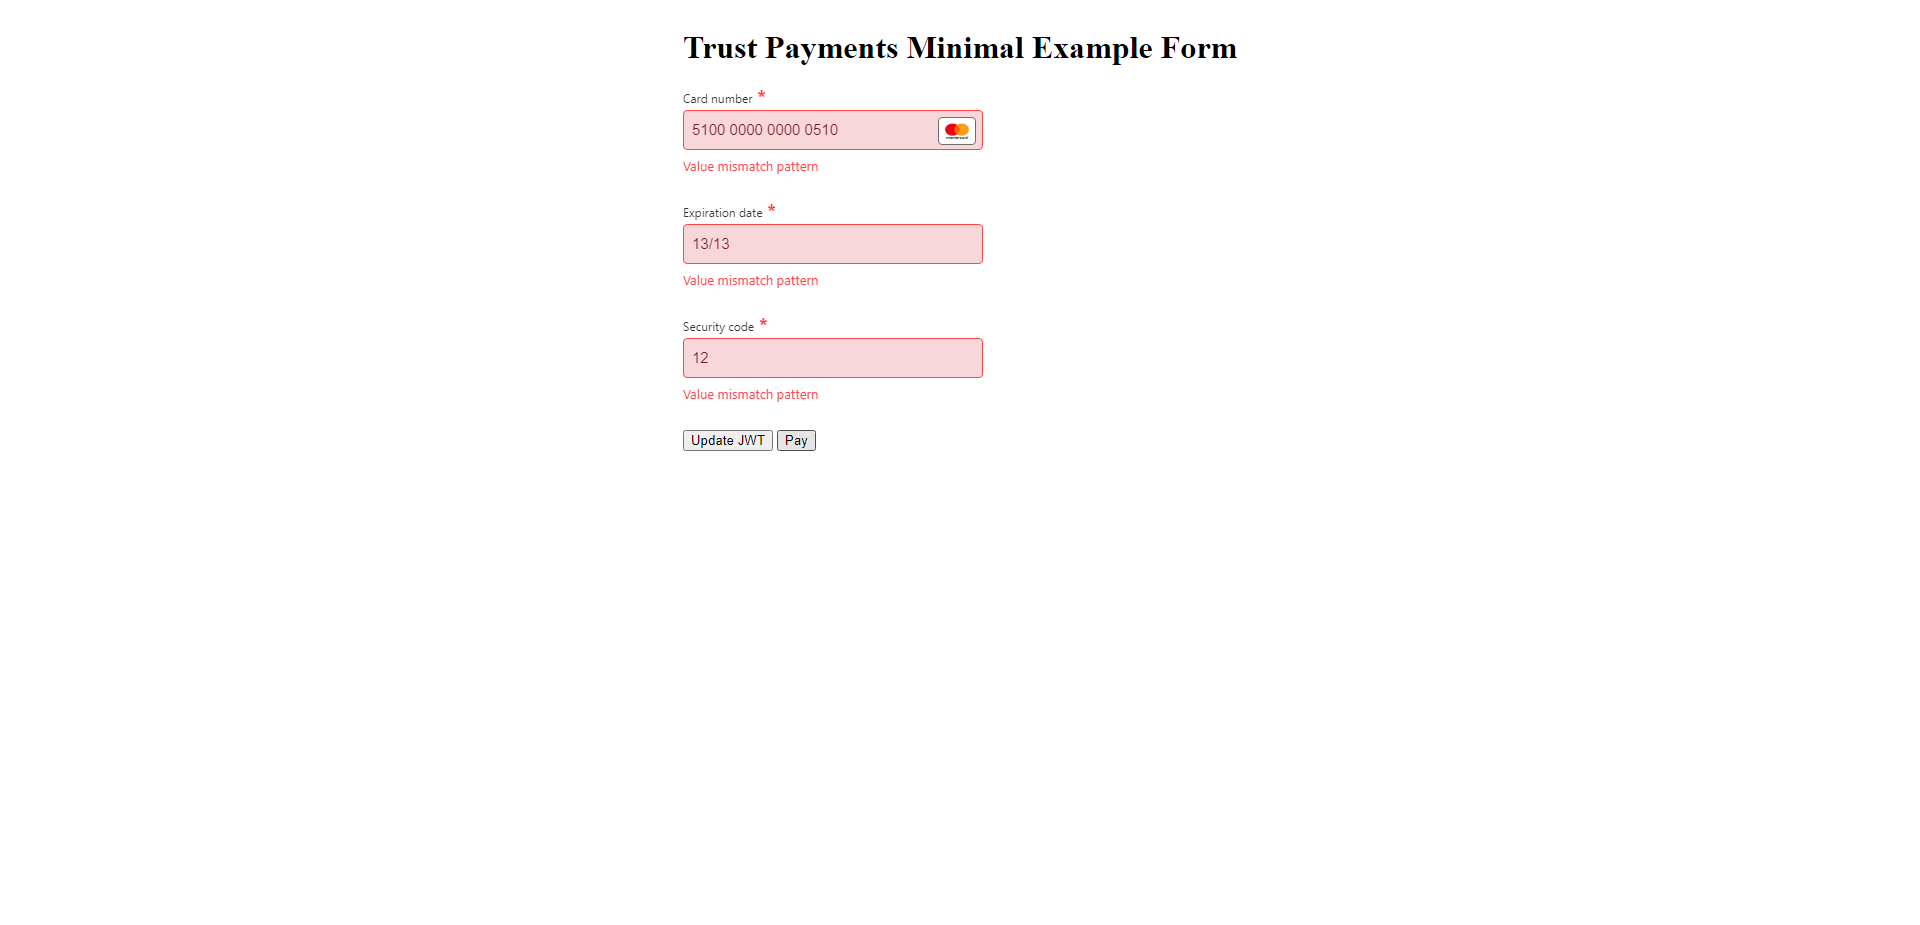 Trust Payments Minimal Example Form
Card number *
5100 0000 0000 0510
Value mismatch pattern
Expiration date *
13/13
Value mismatch pattern
Security code *
12
Value mismatch pattern
Update JWT Pay